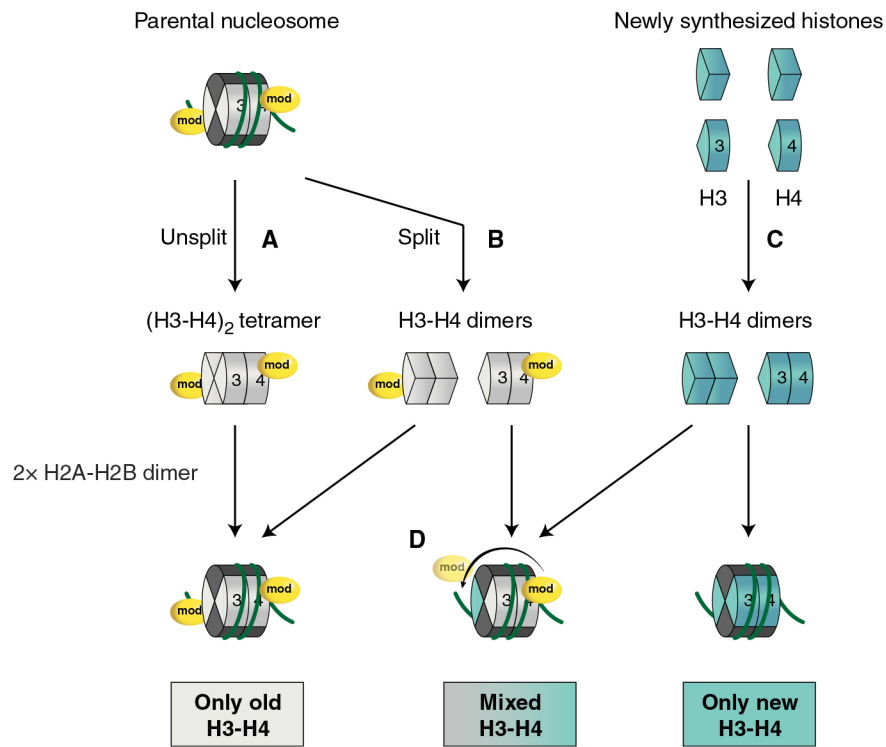 Parental nucleosome
Newly synthesized histones
mod
3
4
mod
3
4
H3
H4
Unsplit
A
Split
B
C
(H3-H4)2 tetramer
H3-H4 dimers
H3-H4 dimers
mod
3
4
mod
mod
3
4
mod
3
4
2× H2A-H2B dimer
D
mod
mod
3
4
mod
3
4
mod
3
4
Only old
H3-H4
Mixed
H3-H4
Only new
H3-H4